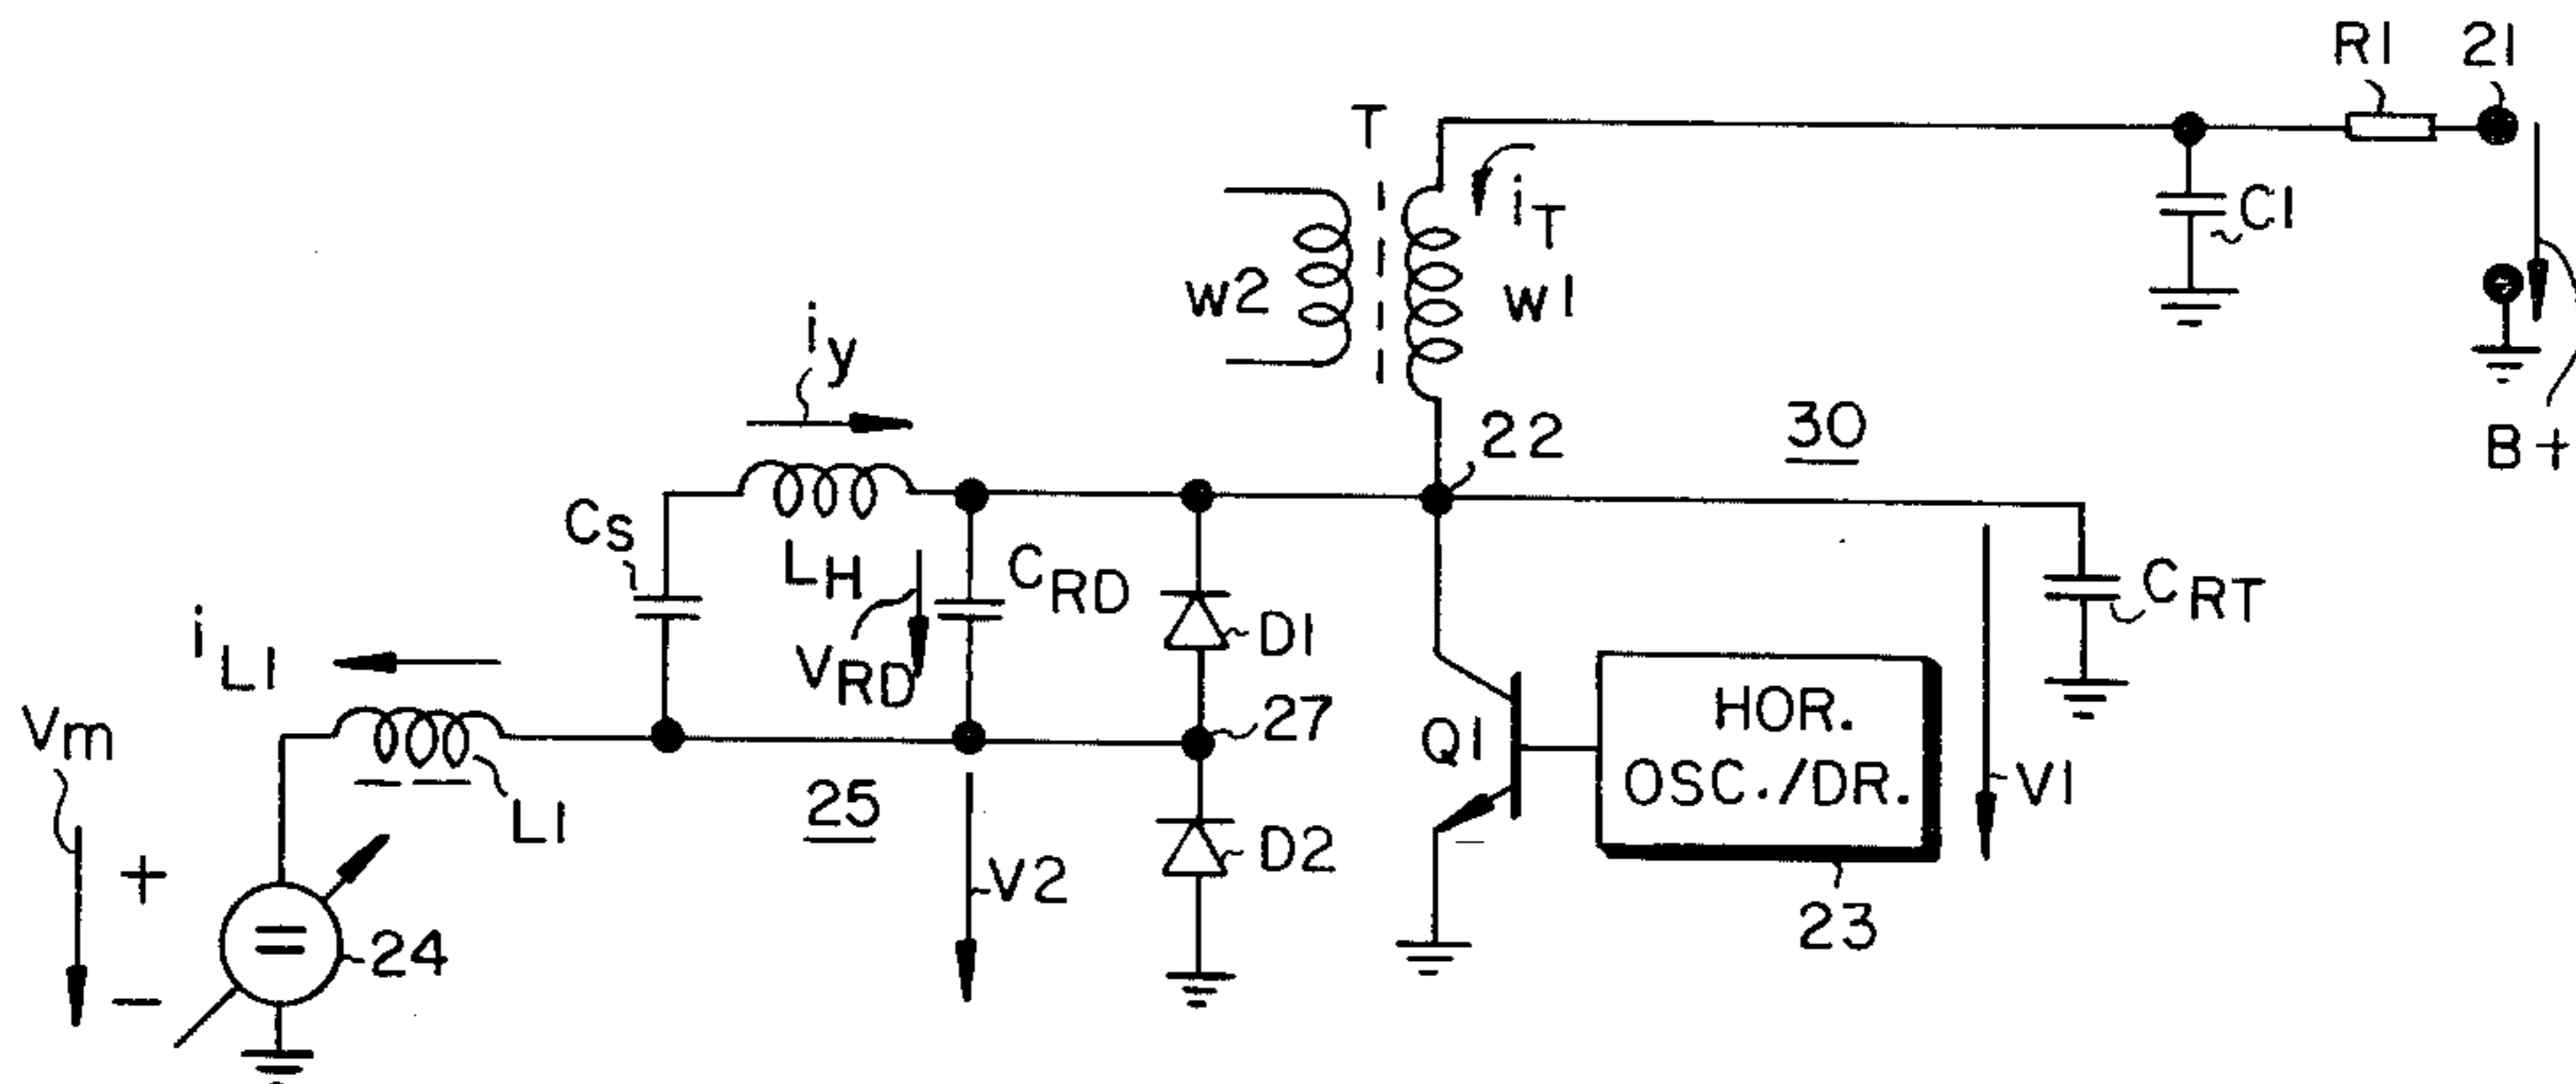 R1 21
T
iT
C1
w2 w1
iy
22
30
B+
CS
LH
CRD
CRT
iL1
VRD
D1
Vm
27
Q1
HOR.
OSC./DR.
V1
L1
25
+
V2
D2
=
24
−
23